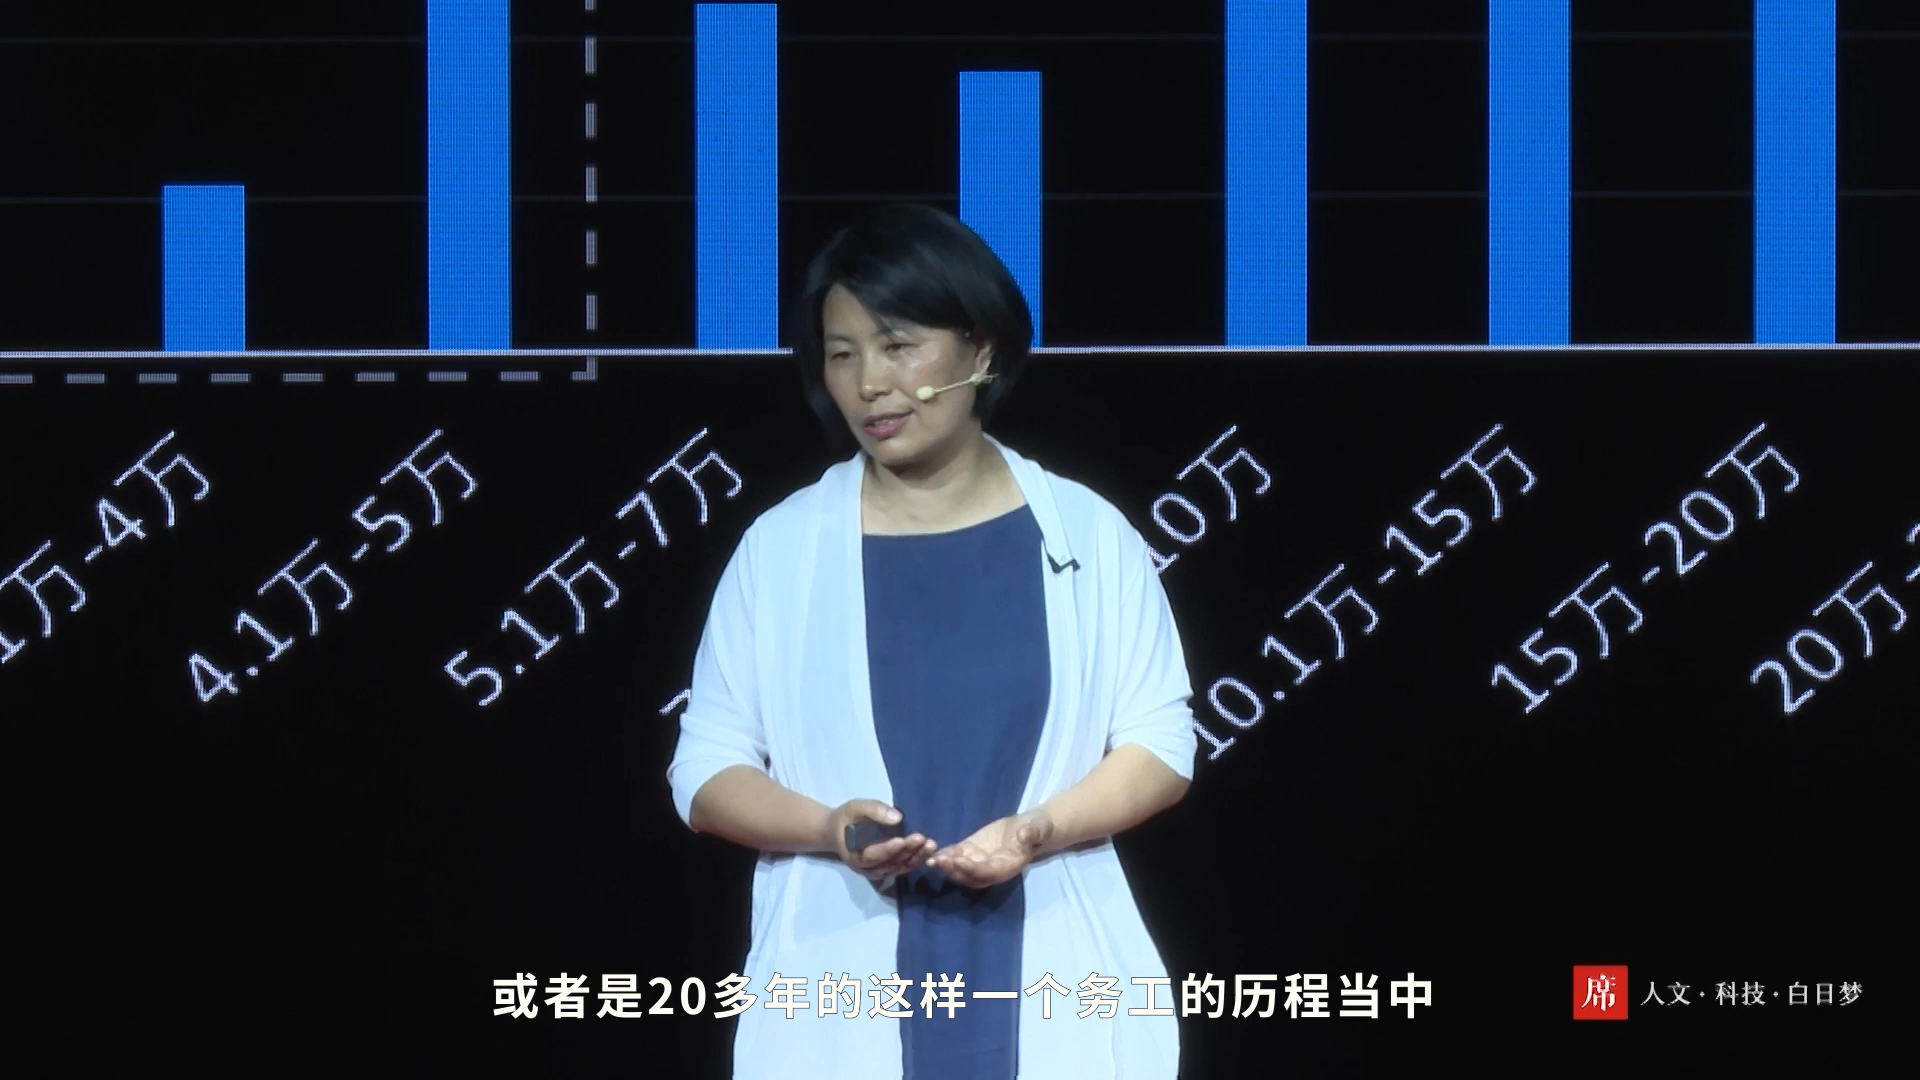 1万-4万
4.1万-5万
5.1万-7万
10万
10.1万-15万
15万-20万
20万-
或者是20多年的这样一个务工的历程当中
席 人文·科技·白日梦